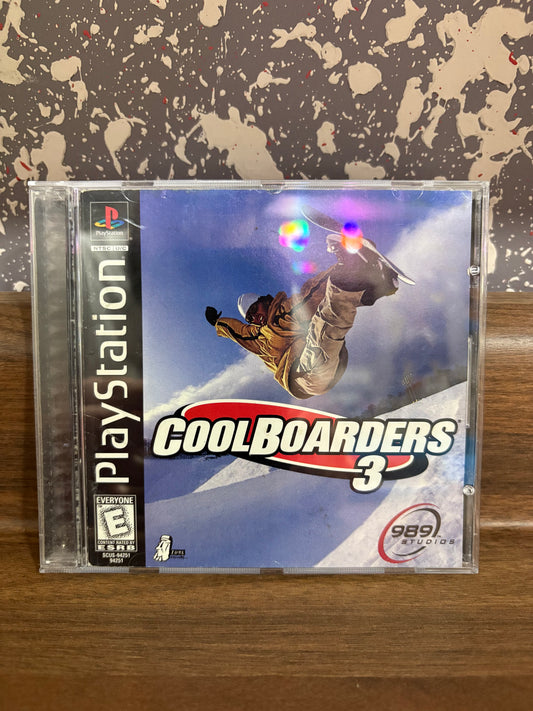 PlayStation
NTSC U/C
PlayStation
COOLBOARDERS
3
EVERYONE
E
CONTENT RATED BY
ESRB
SCUS-94251
94251
989
STUDIOS